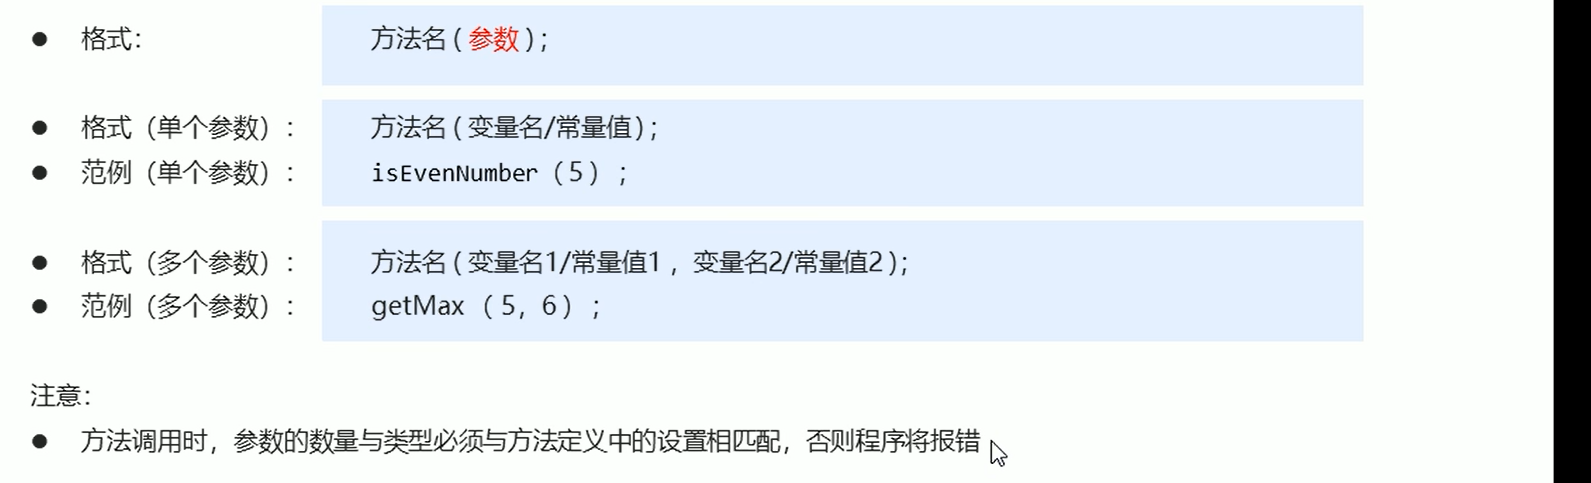 ● 格式： 方法名 ( 参数 ) ;
● 格式（单个参数）： 方法名 ( 变量名/常量值 ) ;
● 范例（单个参数）： isEvenNumber（5）;
● 格式（多个参数）： 方法名 ( 变量名1/常量值1 , 变量名2/常量值2 );
● 范例（多个参数）： getMax （ 5, 6 ）;
注意：
● 方法调用时，参数的数量与类型必须与方法定义中的设置相匹配，否则程序将报错